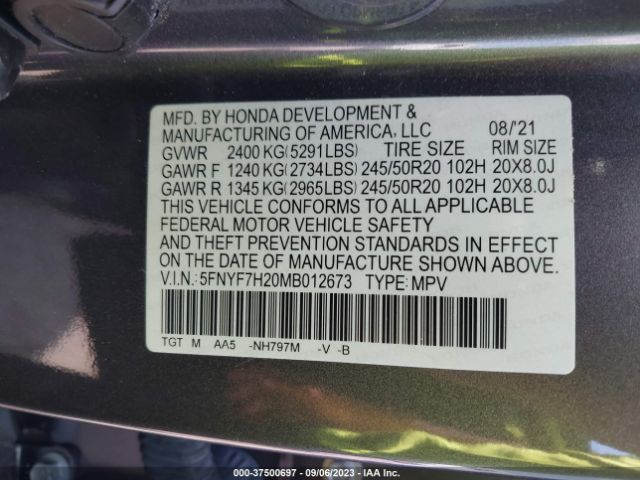 MFD. BY HONDA DEVELOPMENT &
MANUFACTURING OF AMERICA, LLC 08/'21
GVWR 2400 KG(5291LBS) TIRE SIZE RIM SIZE
GAWR F 1240 KG(2734LBS) 245/50R20 102H 20X8.0J
GAWR R 1345 KG(2965LBS) 245/50R20 102H 20X8.0J
THIS VEHICLE CONFORMS TO ALL APPLICABLE
FEDERAL MOTOR VEHICLE SAFETY
AND THEFT PREVENTION STANDARDS IN EFFECT
ON THE DATE OF MANUFACTURE SHOWN ABOVE.
V.I.N.: 5FNYF7H20MB012673 TYPE: MPV
TGT M AA5 -NH797M -V -B
000-37500697 - 09/06/2023 - IAA Inc.